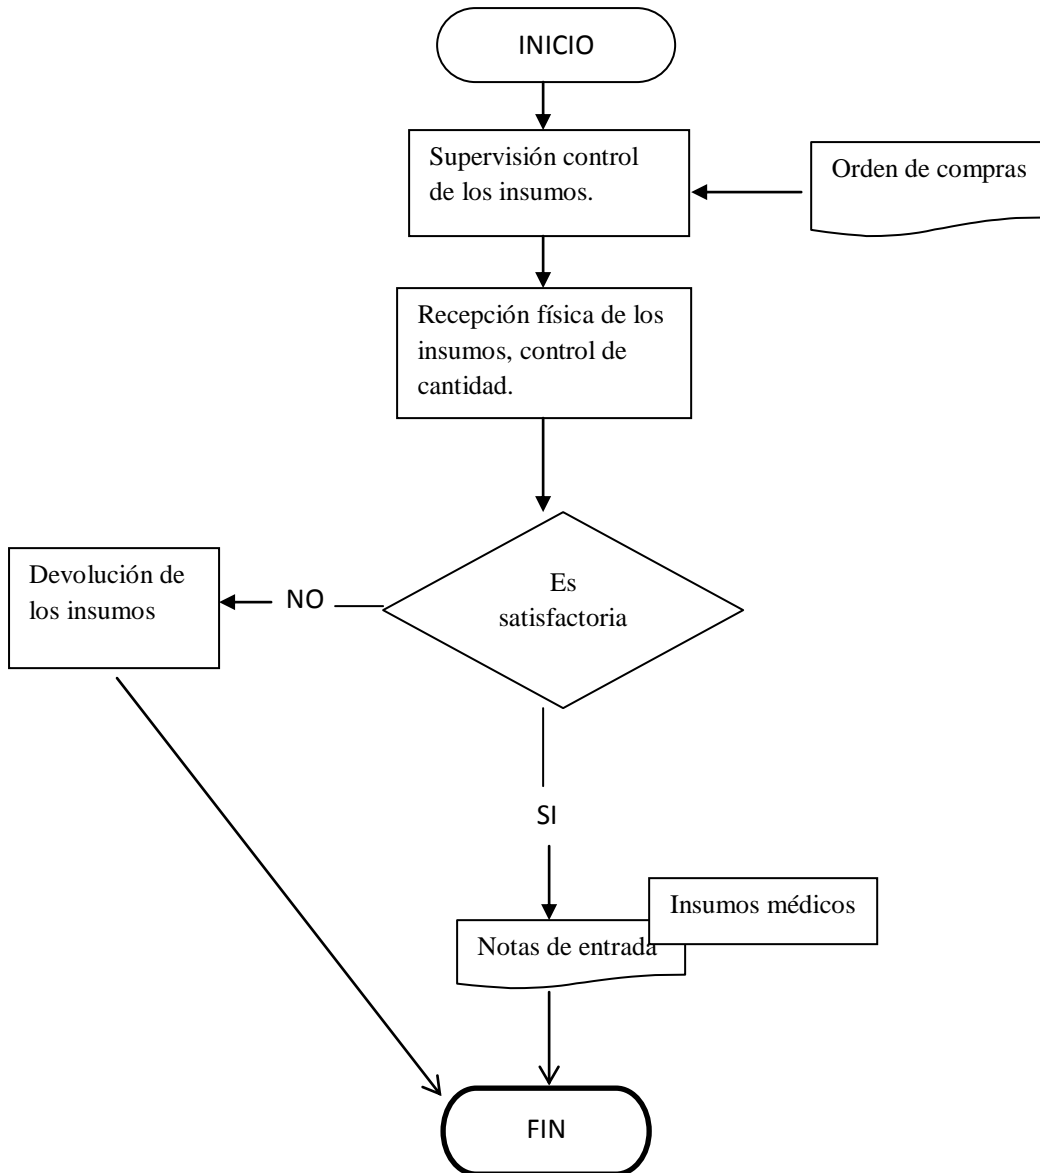 INICIO
Supervisión control
de los insumos.
Orden de compras
Recepción física de los
insumos, control de
cantidad.
Es
satisfactoria
NO
Devolución de
los insumos
SI
Insumos médicos
Notas de entrada
FIN